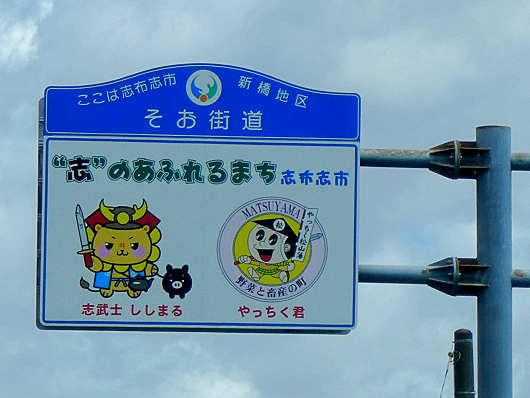 ここは志布志市 新橋地区
そお街道
“志”のあふれるまち 志布志市
MATSUYAMA
やっちく松山藩
松
野菜と畜産の町
志武士 ししまる
やっちく君